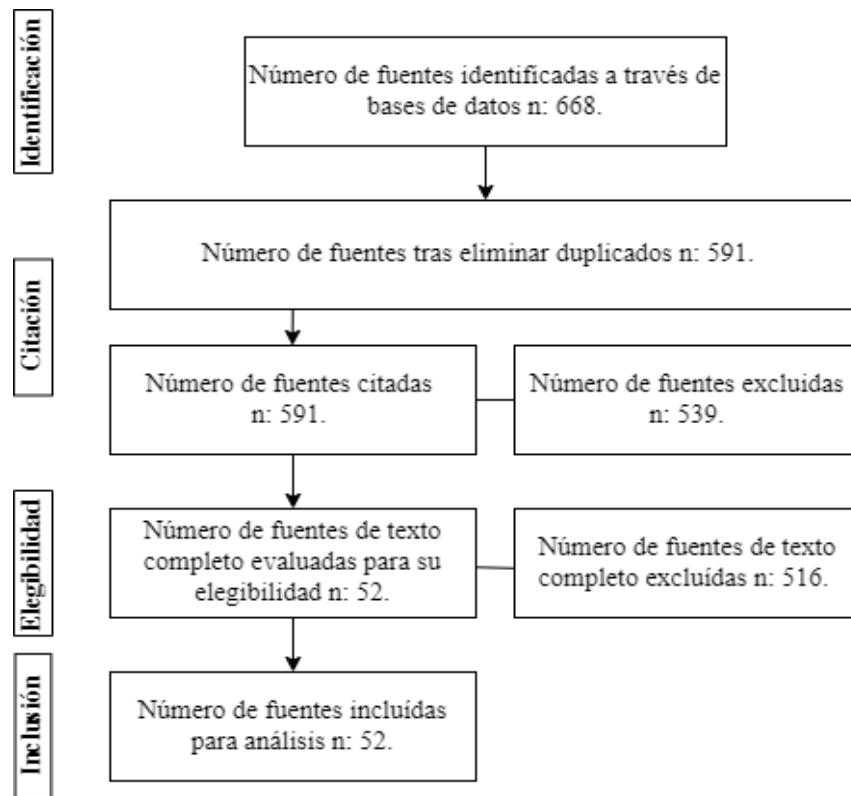 Identificación
Número de fuentes identificadas a través de
bases de datos n: 668.
Número de fuentes tras eliminar duplicados n: 591.
Citación
Número de fuentes citadas
n: 591.
Número de fuentes excluidas
n: 539.
Elegibilidad
Número de fuentes de texto
completo evaluadas para su
elegibilidad n: 52.
Número de fuentes de texto
completo excluídas n: 516.
Inclusión
Número de fuentes incluídas
para análisis n: 52.